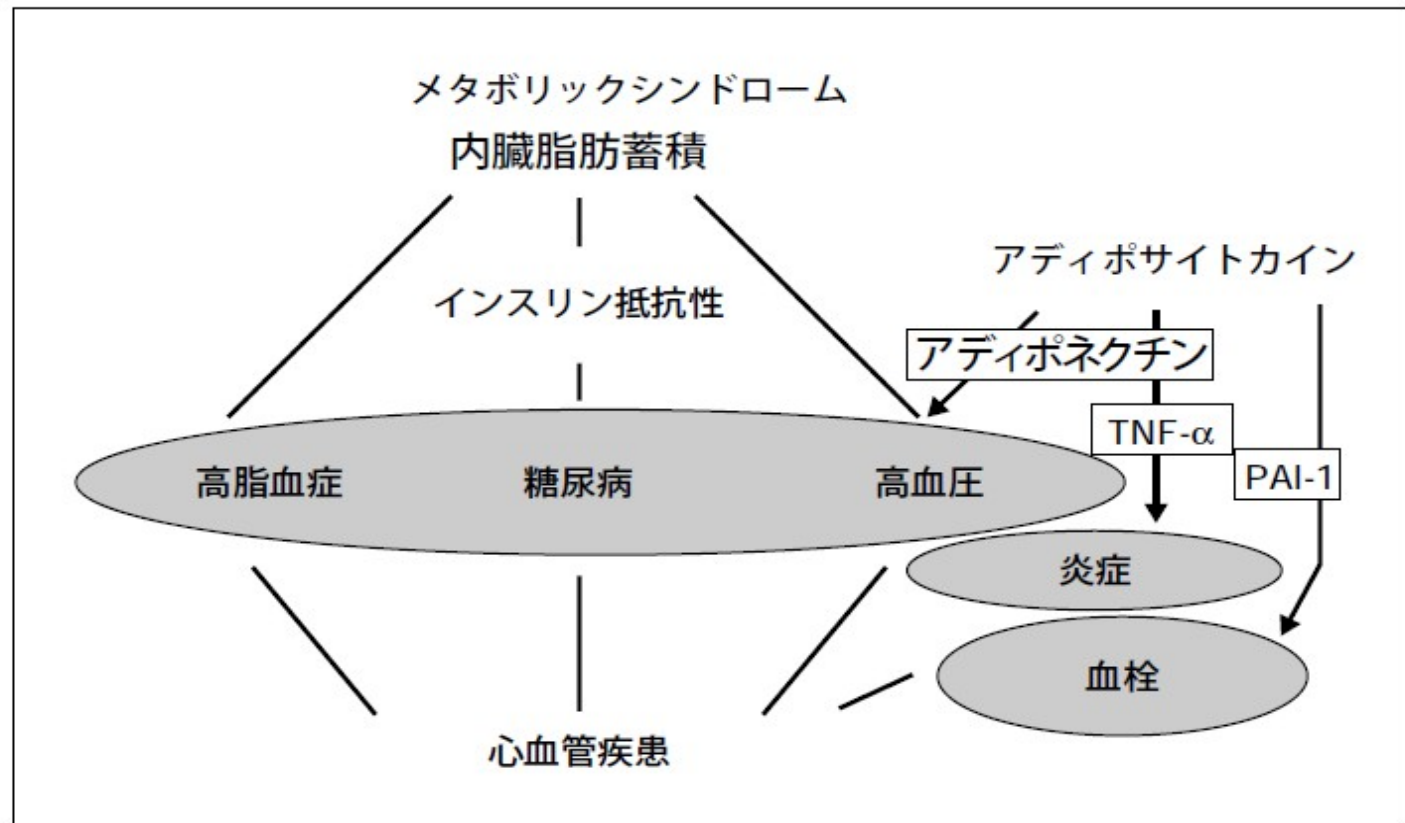 メタボリックシンドローム
内臓脂肪蓄積
アディポサイトカイン
インスリン抵抗性
アディポネクチン
TNF-α
PAI-1
高脂血症 糖尿病 高血圧
炎症
血栓
心血管疾患